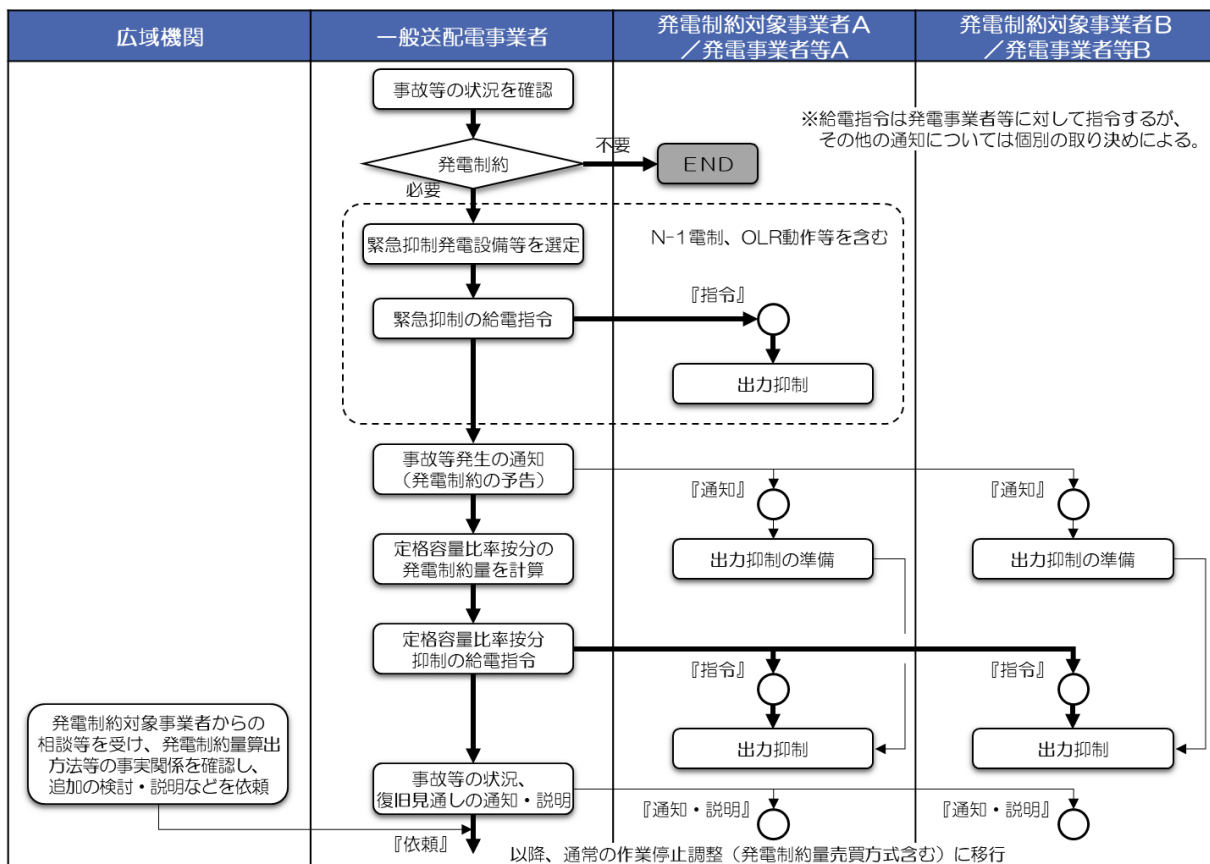 広域機関
一般送配電事業者
発電制約対象事業者A
／発電事業者等A
発電制約対象事業者B
／発電事業者等B
事故等の状況を確認
※給電指令は発電事業者等に対して指令するが、
その他の通知については個別の取り決めによる。
発電制約
不要
END
必要
緊急抑制発電設備等を選定
N-1電制、OLR動作等を含む
『指令』
緊急抑制の給電指令
出力抑制
事故等発生の通知
（発電制約の予告）
『通知』
『通知』
定格容量比率按分の
発電制約量を計算
出力抑制の準備
出力抑制の準備
定格容量比率按分
抑制の給電指令
『指令』
『指令』
出力抑制
出力抑制
発電制約対象事業者からの
相談等を受け、発電制約量算出
方法等の事実関係を確認し、
追加の検討・説明などを依頼
事故等の状況、
復旧見通しの通知・説明
『通知・説明』
『通知・説明』
『依頼』
以降、通常の作業停止調整（発電制約量売買方式含む）に移行